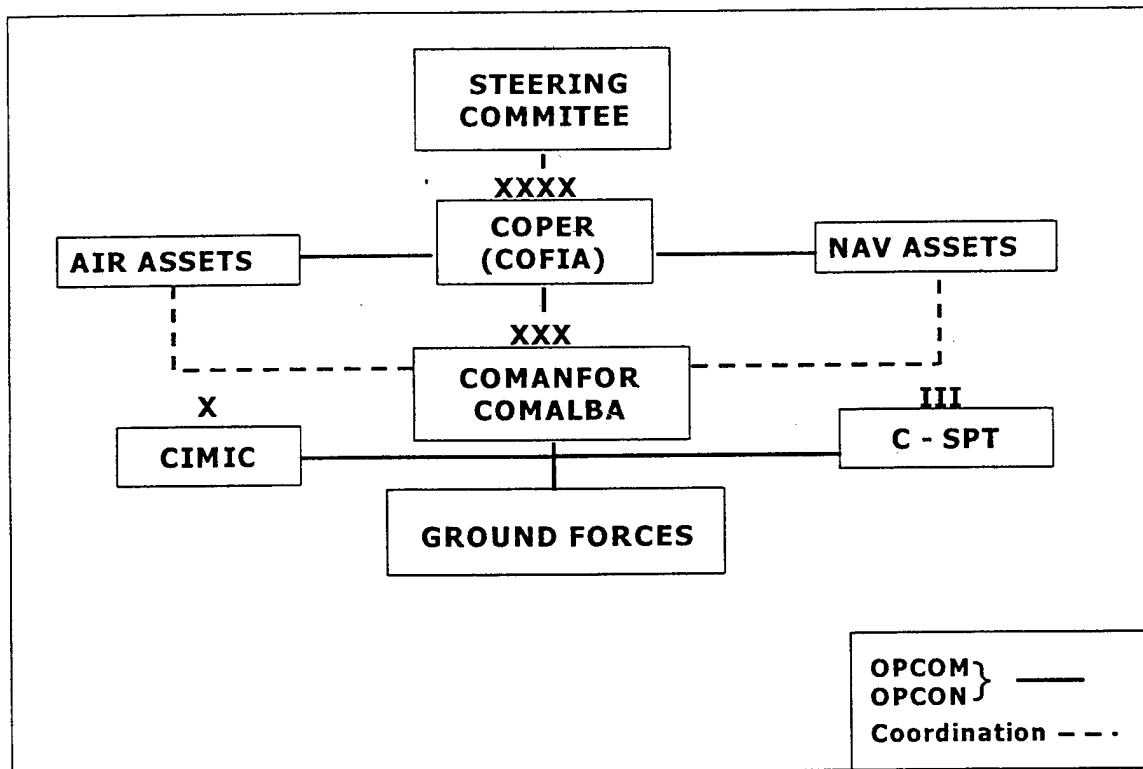 STEERING
COMMITEE
XXXX
COPER
(COFIA)
AIR ASSETS
NAV ASSETS
XXX
COMANFOR
COMALBA
X
CIMIC
III
C - SPT
GROUND FORCES
OPCOM
OPCON
Coordination